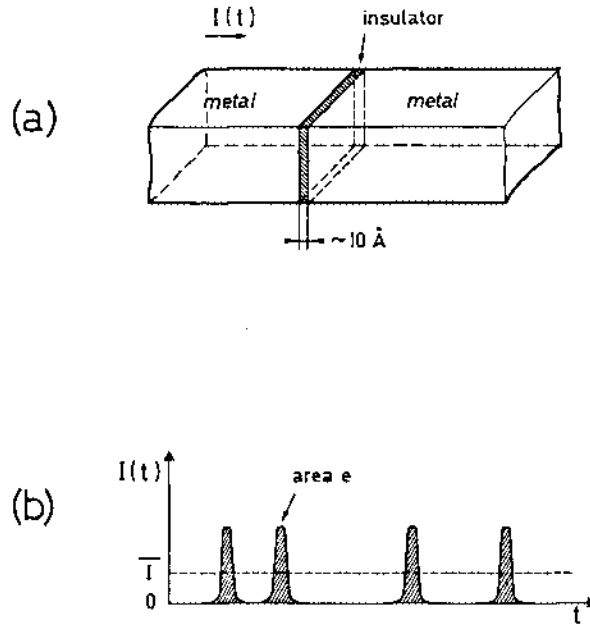 I(t)
insulator
(a)
metal
metal
~10 Å
(b)
I(t)
area e
I̅
0
t